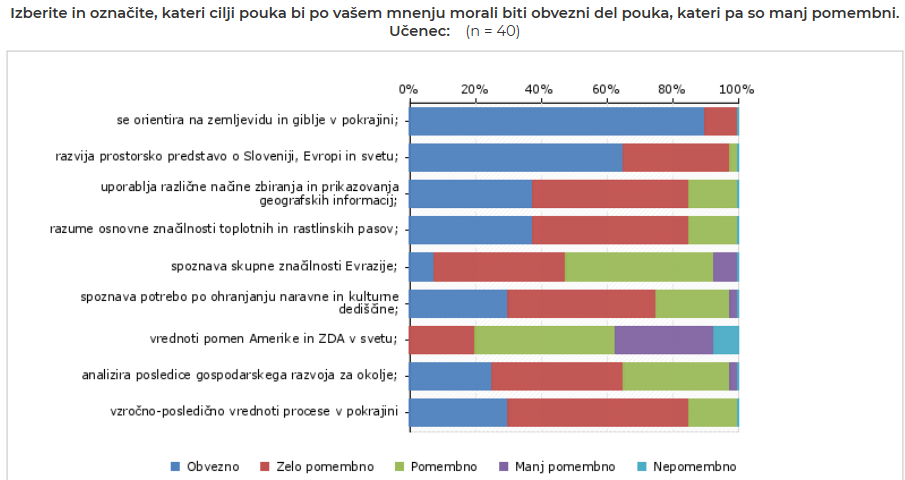 Izberite in označite, kateri cilji pouka bi po vašem mnenju morali biti obvezni del pouka, kateri pa so manj pomembni.
Učenec: (n = 40)
0% 20% 40% 60% 80% 100%
se orientira na zemljevidu in giblje v pokrajini;
razvija prostorsko predstavo o Sloveniji, Evropi in svetu;
uporablja različne načine zbiranja in prikazovanja
geografskih informacij;
razume osnovne značilnosti toplotnih in rastlinskih pasov;
spoznava skupne značilnosti Evrazije;
spoznava potrebo po ohranjanju naravne in kulturne
dediščine;
vrednoti pomen Amerike in ZDA v svetu;
analizira posledice gospodarskega razvoja za okolje;
vzročno-posledično vrednoti procese v pokrajini
Obvezno Zelo pomembno Pomembno Manj pomembno Nepomembno